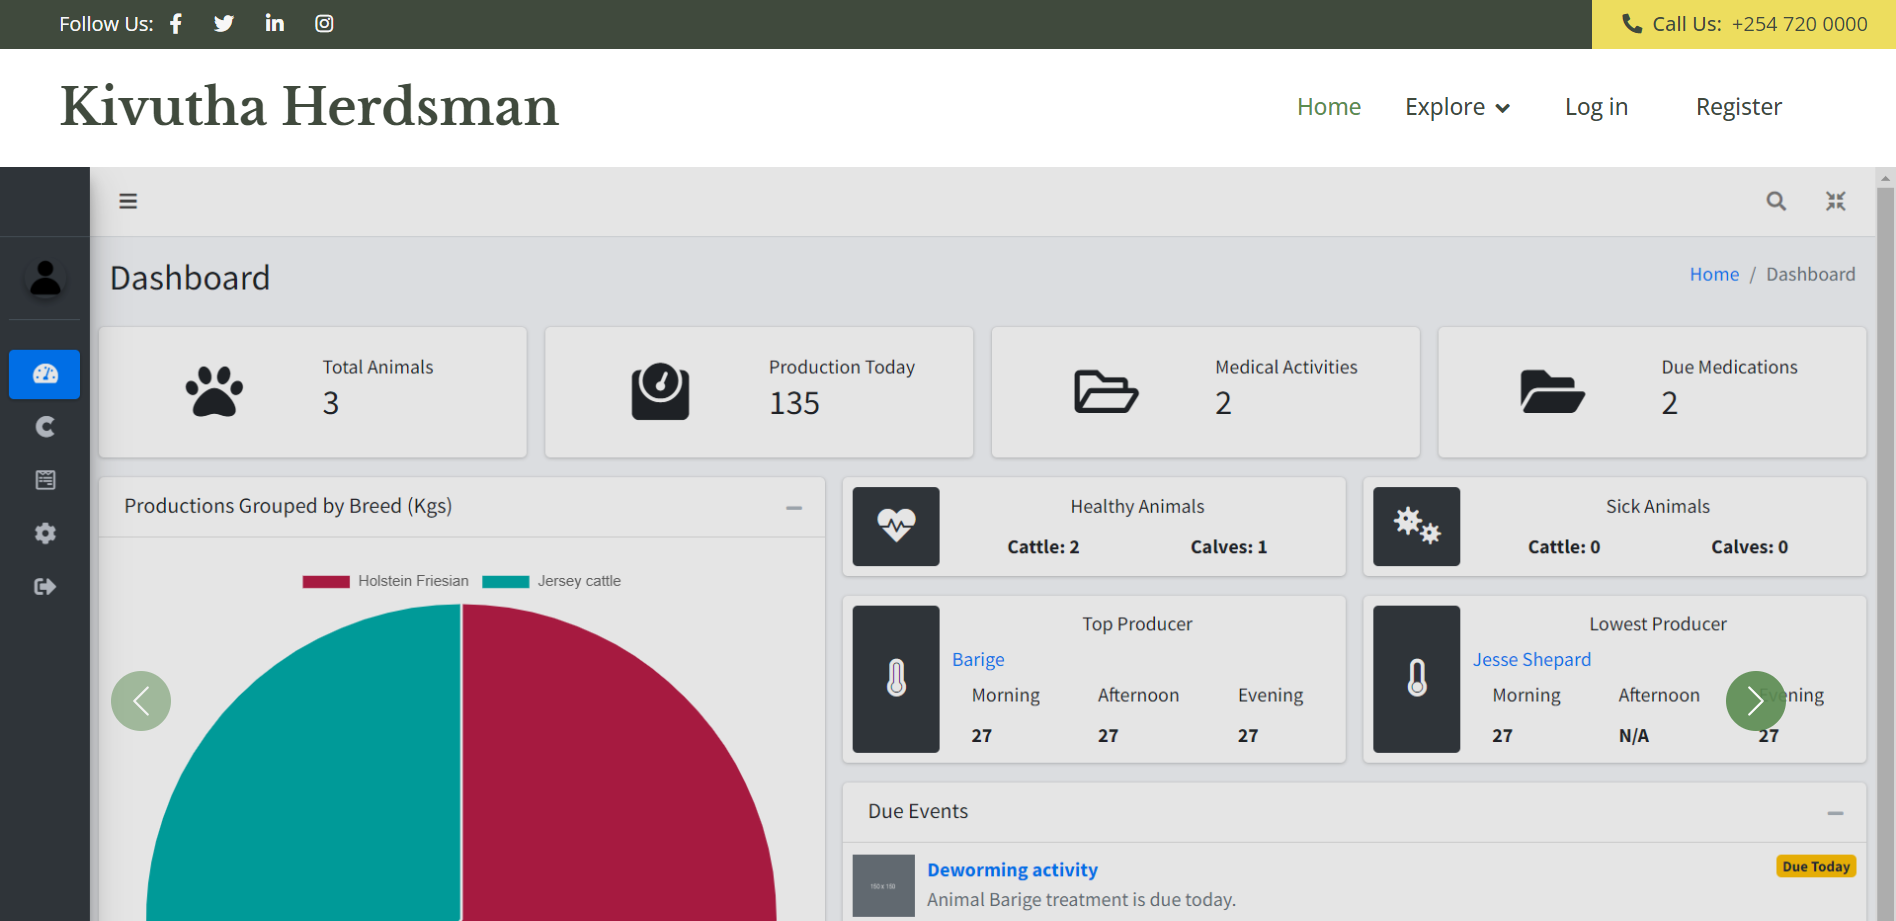 Follow Us:
Call Us: +254 720 0000
Kivutha Herdsman
Home
Explore
Log in
Register
Dashboard
Home / Dashboard
Total Animals
3
Production Today
135
Medical Activities
2
Due Medications
2
Productions Grouped by Breed (Kgs)
Holstein Friesian
Jersey cattle
Healthy Animals
Cattle: 2
Calves: 1
Sick Animals
Cattle: 0
Calves: 0
Top Producer
Barige
Morning Afternoon Evening
27 27 27
Lowest Producer
Jesse Shepard
Morning Afternoon Evening
27 N/A 27
Due Events
150 x 150
Deworming activity
Due Today
Animal Barige treatment is due today.